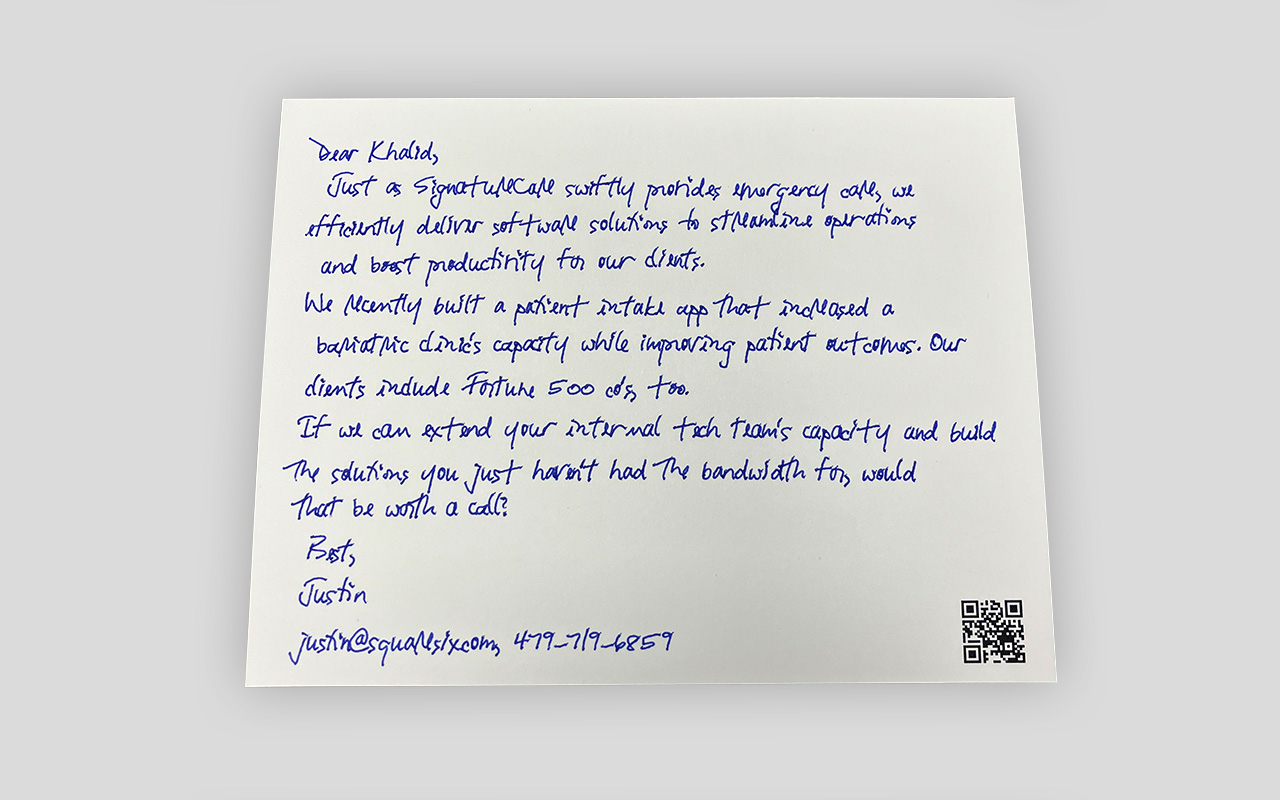 Dear Khalid,
Just as SignatureCare swiftly provides emergency care, we
efficiently deliver software solutions to streamline operations
and boost productivity for our clients.
We recently built a patient intake app that increased a
bariatric clinic's capacity while improving patient outcomes. Our
clients include Fortune 500 co's, too.
If we can extend your internal tech team's capacity and build
the solutions you just haven't had the bandwidth for, would
that be worth a call?
Best,
Justin
justin@squaresix.com, 479-719-6859